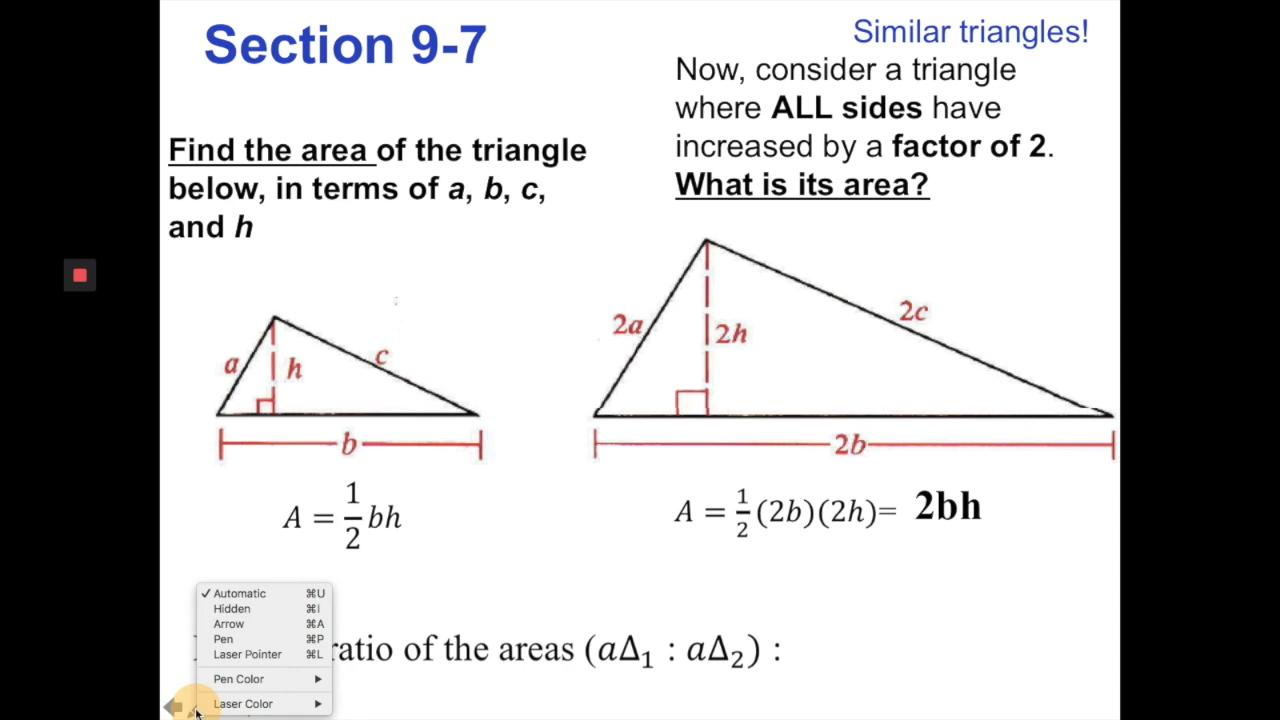 Section 9-7
Find the area of the triangle
below, in terms of a, b, c,
and h
a
h
c
b
A = 1/2 bh
Similar triangles!
Now, consider a triangle
where ALL sides have
increased by a factor of 2.
What is its area?
2a
2h
2c
2b
A = 1/2 (2b)(2h)= 2bh
ratio of the areas (aΔ₁ : aΔ₂) :
✓ Automatic ⌘U
Hidden ⌘I
Arrow ⌘A
Pen ⌘P
Laser Pointer ⌘L
Pen Color ▶
Laser Color ▶